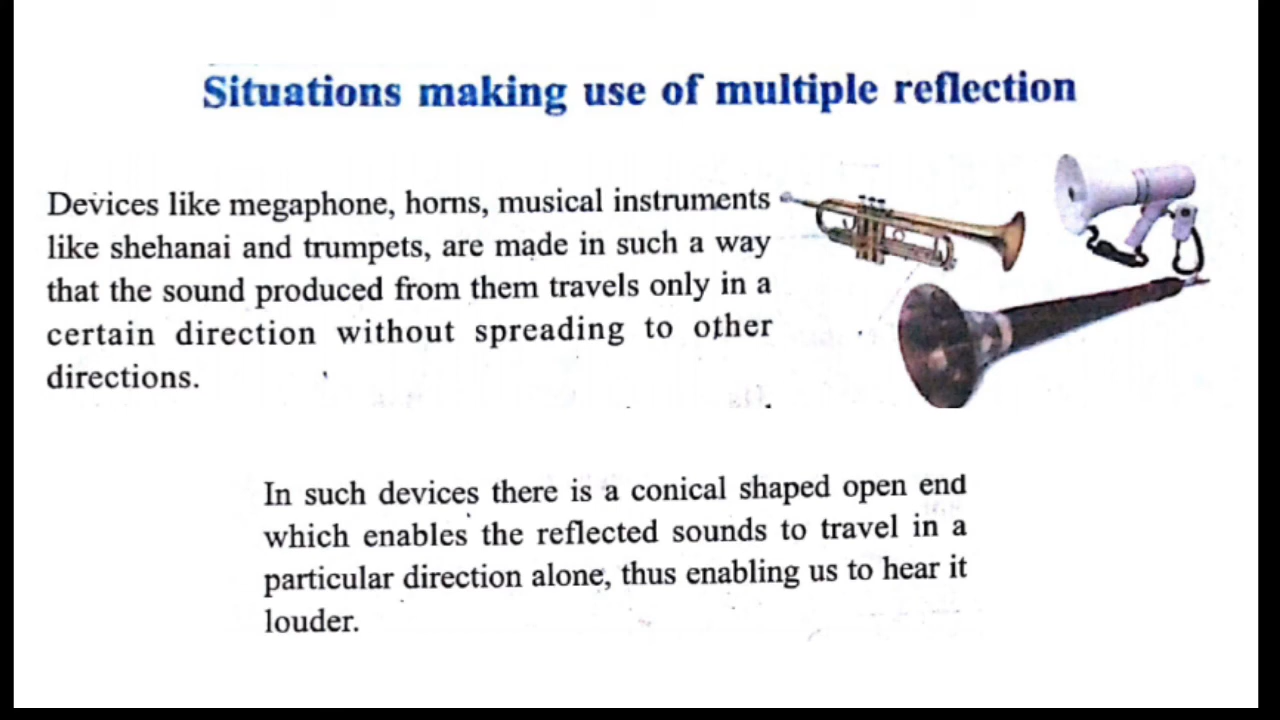 Situations making use of multiple reflection
Devices like megaphone, horns, musical instruments
like shehanai and trumpets, are made in such a way
that the sound produced from them travels only in a
certain direction without spreading to other
directions.
In such devices there is a conical shaped open end
which enables the reflected sounds to travel in a
particular direction alone, thus enabling us to hear it
louder.